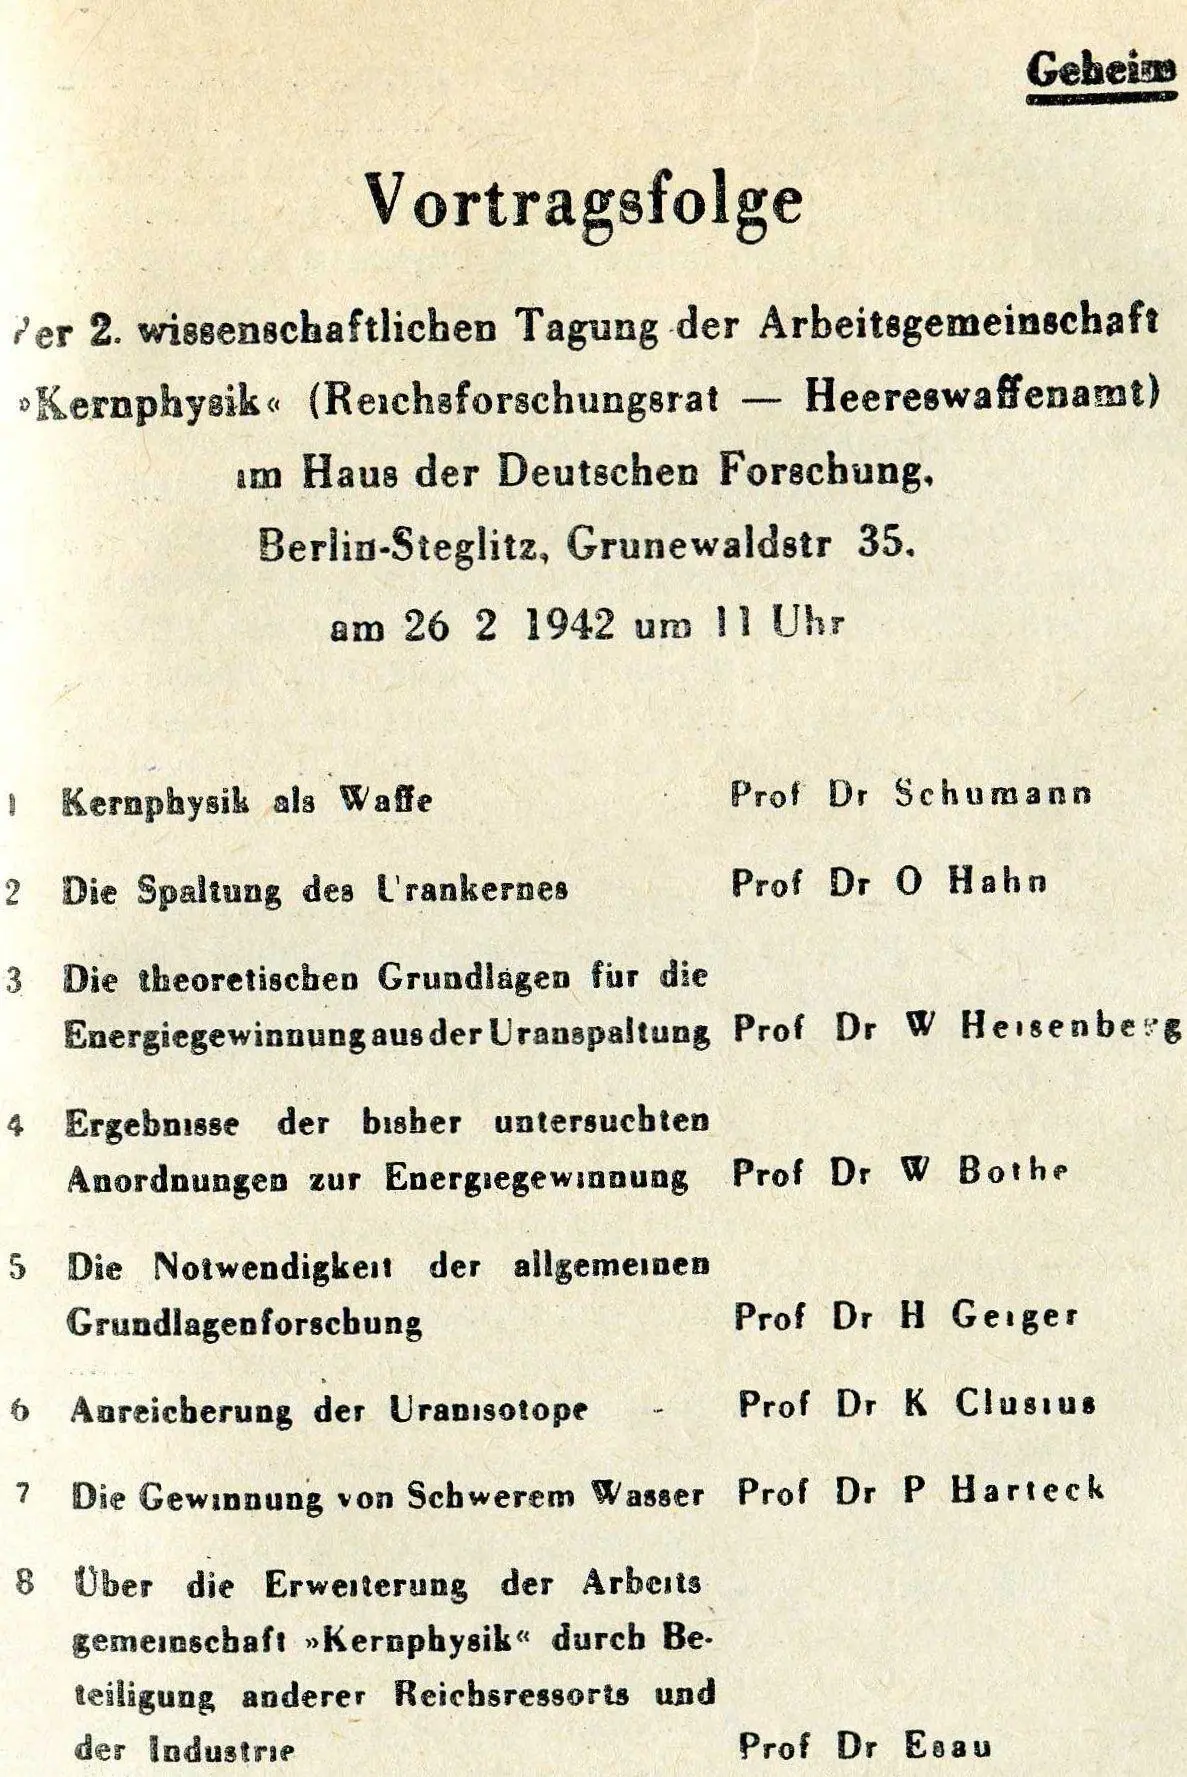 Geheim
Vortragsfolge
der 2. wissenschaftlichen Tagung der Arbeitsgemeinschaft
»Kernphysik« (Reichsforschungsrat — Heereswaffenamt)
im Haus der Deutschen Forschung,
Berlin-Steglitz, Grunewaldstr 35.
am 26 2 1942 um 11 Uhr
1 Kernphysik als Waffe Prof Dr Schumann
2 Die Spaltung des Urankernes Prof Dr O Hahn
3 Die theoretischen Grundlagen für die
Energiegewinnung aus der Uranspaltung Prof Dr W Heisenberg
4 Ergebnisse der bisher untersuchten
Anordnungen zur Energiegewinnung Prof Dr W Bothe
5 Die Notwendigkeit der allgemeinen
Grundlagenforschung Prof Dr H Geiger
6 Anreicherung der Uranisotope - Prof Dr K Clusius
7 Die Gewinnung von Schwerem Wasser Prof Dr P Harteck
8 Über die Erweiterung der Arbeits
gemeinschaft »Kernphysik“ durch Be-
teiligung anderer Reichsressorts und
der Industrie Prof Dr Esau